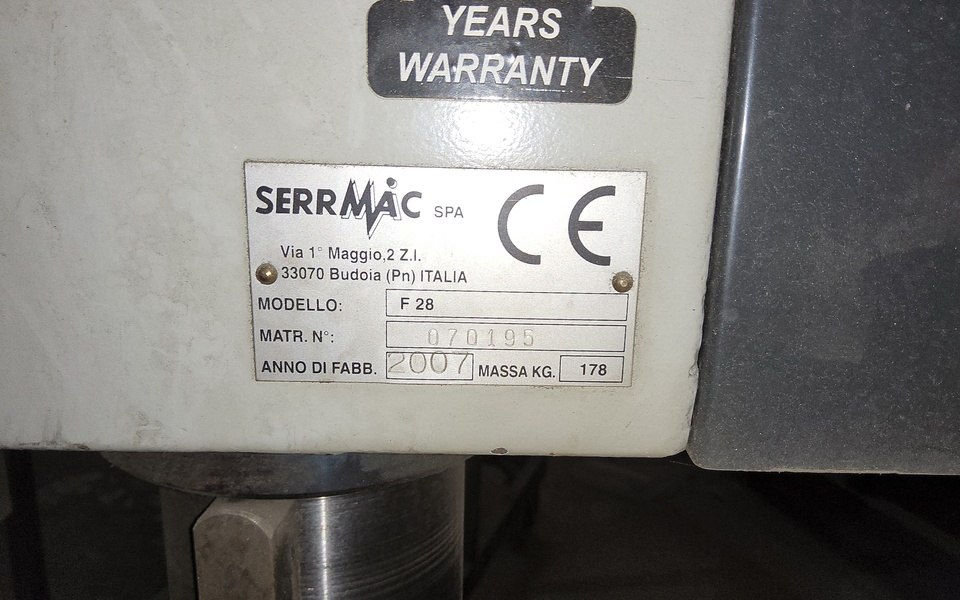 YEARS
WARRANTY
SERRMAC SPA CE
Via 1° Maggio,2 Z.I.
33070 Budoia (Pn) ITALIA
MODELLO: F 28
MATR. N°: 070195
ANNO DI FABB. 2007 MASSA KG. 178